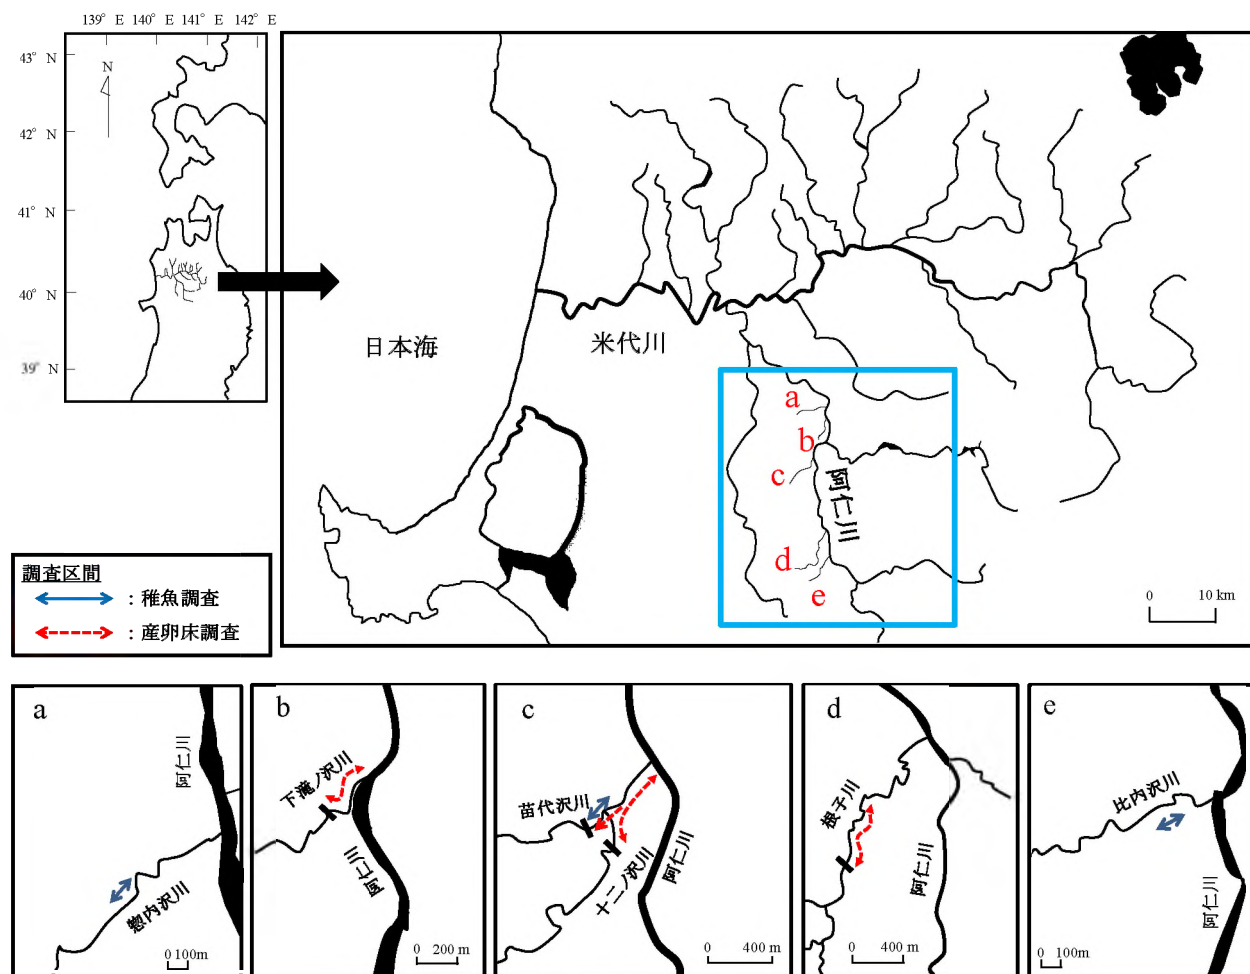 139° E 140° E 141° E 142° E
43° N
42° N
41° N
40° N
39° N
N
日本海
米代川
阿仁川
a
b
c
d
e
0 10 km
調査区間
：稚魚調査
：産卵床調査
a
阿仁川
惣内沢川
0 100m
b
下滝ノ沢川
阿仁川
0 200 m
c
苗代沢川
十二ノ沢川
阿仁川
0 400 m
d
根子川
阿仁川
0 400 m
e
比内沢川
阿仁川
0 100m